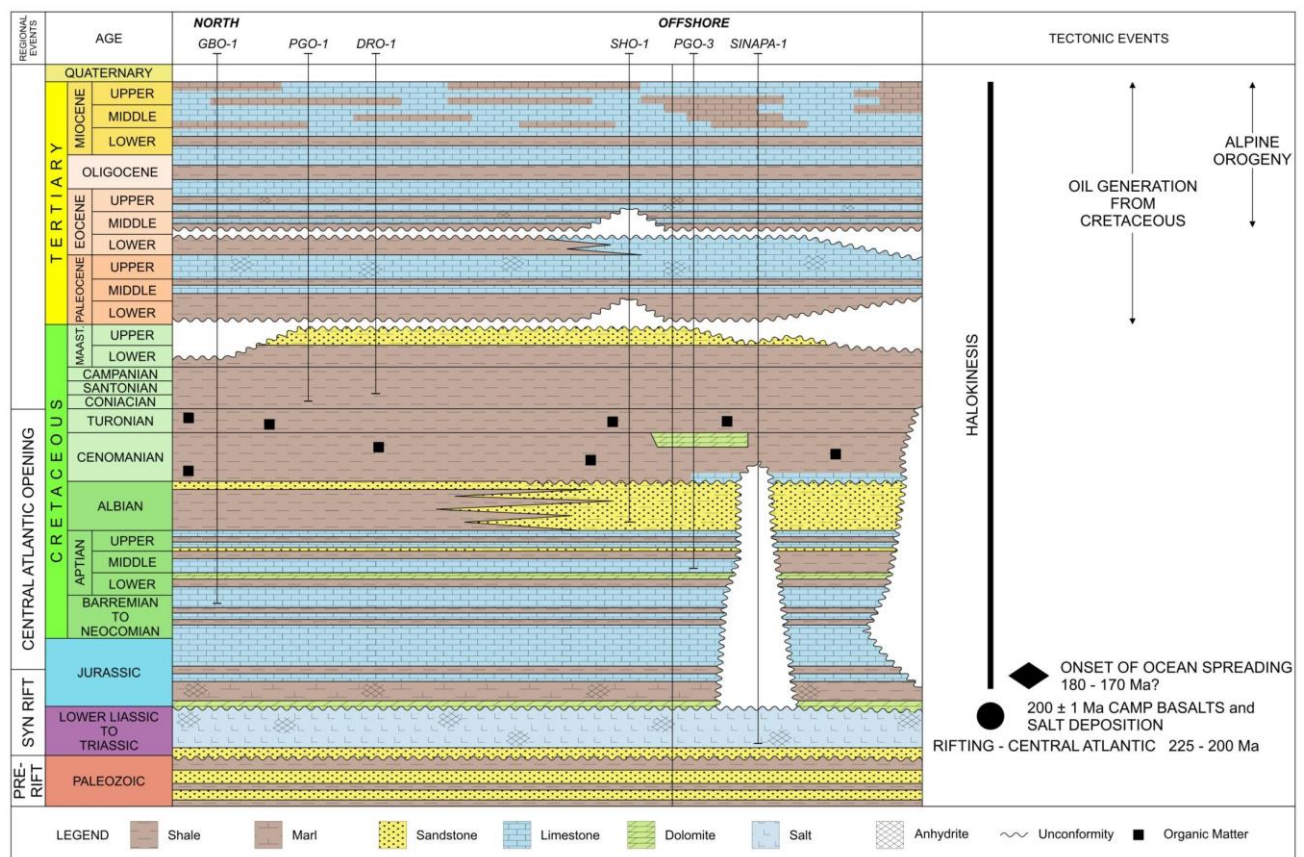 REGIONAL EVENTS
AGE
NORTH
OFFSHORE
GBO-1
PGO-1
DRO-1
SHO-1
PGO-3
SINAPA-1
TECTONIC EVENTS
CENTRAL ATLANTIC OPENING
SYN RIFT
PRE-
RIFT
TERTIARY
CRETACEOUS
QUATERNARY
MIOCENE
UPPER
MIDDLE
LOWER
OLIGOCENE
EOCENE
UPPER
MIDDLE
LOWER
PALEOCENE
UPPER
MIDDLE
LOWER
MAAST.
UPPER
LOWER
CAMPANIAN
SANTONIAN
CONIACIAN
TURONIAN
CENOMANIAN
ALBIAN
APTIAN
UPPER
MIDDLE
LOWER
BARREMIAN
TO
NEOCOMIAN
JURASSIC
LOWER LIASSIC
TO
TRIASSIC
PALEOZOIC
HALOKINESIS
OIL GENERATION
FROM
CRETACEOUS
ALPINE
OROGENY
ONSET OF OCEAN SPREADING
180 - 170 Ma?
200 ± 1 Ma CAMP BASALTS and
SALT DEPOSITION
RIFTING - CENTRAL ATLANTIC 225 - 200 Ma
LEGEND
Shale
Marl
Sandstone
Limestone
Dolomite
Salt
Anhydrite
Unconformity
Organic Matter